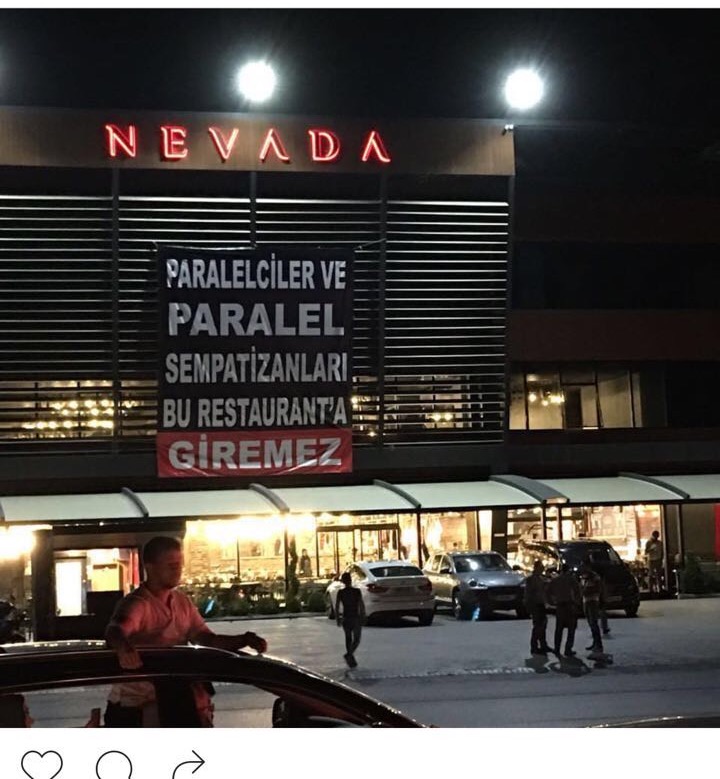 NEVADA
PARALELCİLER VE
PARALEL
SEMPATİZANLARI
BU RESTAURANT'A
GİREMEZ